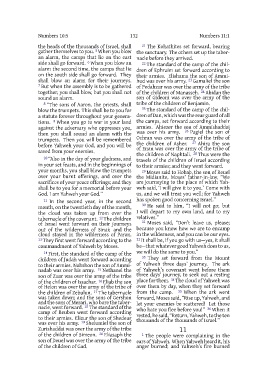 Numbers 10:5 132 Numbers 11:1
the heads of the thousands of Israel, shall
gather themselves to you. 5 When you blow
an alarm, the camps that lie on the east
side shall go forward. 6 When you blow an
alarm the second time, the camps that lie
on the south side shall go forward. They
shall blow an alarm for their journeys.
7 But when the assembly is to be gathered
together, you shall blow, but you shall not
sound an alarm.
8 “The sons of Aaron, the priests, shall
blow the trumpets. This shall be to you for
a statute forever throughout your genera-
tions. 9 When you go to war in your land
against the adversary who oppresses you,
then you shall sound an alarm with the
trumpets. Then you will be remembered
before Yahweh your God, and you will be
saved from your enemies.
10 “Also in the day of your gladness, and
in your set feasts, and in the beginnings of
your months, you shall blow the trumpets
over your burnt offerings, and over the
sacrifices of your peace offerings; and they
shall be to you for a memorial before your
God. I am Yahweh your God.”
11 In the second year, in the second
month, on the twentieth day of the month,
the cloud was taken up from over the
tabernacle of the covenant. 12 The children
of Israel went forward on their journeys
out of the wilderness of Sinai; and the
cloud stayed in the wilderness of Paran.
13 They first went forward according to the
commandment of Yahweh by Moses.
14 First, the standard of the camp of the
children of Judah went forward according
to their armies. Nahshon the son of Ammi-
nadab was over his army. 15 Nethanel the
son of Zuar was over the army of the tribe
of the children of Issachar. 16 Eliab the son
of Helon was over the army of the tribe of
the children of Zebulun. 17 The tabernacle
was taken down; and the sons of Gershon
and the sons of Merari, who bore the taber-
nacle, went forward. 18 The standard of the
camp of Reuben went forward according
to their armies. Elizur the son of Shedeur
was over his army. 19 Shelumiel the son of
Zurishaddai was over the army of the tribe
of the children of Simeon. 20 Eliasaph the
son of Deuel was over the army of the tribe
of the children of Gad.
21 The Kohathites set forward, bearing
the sanctuary. The others set up the taber-
nacle before they arrived.
22 The standard of the camp of the chil-
dren of Ephraim set forward according to
their armies. Elishama the son of Ammi-
hud was over his army. 23 Gamaliel the son
of Pedahzur was over the army of the tribe
of the children of Manasseh. 24 Abidan the
son of Gideoni was over the army of the
tribe of the children of Benjamin.
25 The standard of the camp of the chil-
dren of Dan, which was the rear guard of all
the camps, set forward according to their
armies. Ahiezer the son of Ammishaddai
was over his army. 26 Pagiel the son of
Ochran was over the army of the tribe of
the children of Asher. 27 Ahira the son
of Enan was over the army of the tribe of
the children of Naphtali. 28 Thus were the
travels of the children of Israel according
to their armies; and they went forward.
29 Moses said to Hobab, the son of Reuel
the Midianite, Moses’ father-in-law, “We
are journeying to the place of which Yah-
weh said, ‘I will give it to you.’ Come with
us, and we will treat you well; for Yahweh
has spoken good concerning Israel.”
30 He said to him, “I will not go; but
I will depart to my own land, and to my
relatives.”
31 Moses said, “Don’t leave us, please;
because you know how we are to encamp
in the wilderness, and you can be our eyes.
32 It shall be, if you go with us—yes, it shall
be—that whatever good Yahweh does to us,
we will do the same to you.”
33 They set forward from the Mount
of Yahweh three days’ journey. The ark
of Yahweh’s covenant went before them
three days’ journey, to seek out a resting
place for them. 34 The cloud of Yahweh was
over them by day, when they set forward
from the camp. 35 When the ark went
forward, Moses said, “Rise up, Yahweh, and
let your enemies be scattered! Let those
who hate you flee before you!” 36 When it
rested, he said, “Return, Yahweh, to the ten
thousands of the thousands of Israel.”
11
1 The people were complaining in the
ears of Yahweh. When Yahweh heard it, his
anger burned; and Yahweh’s fire burned